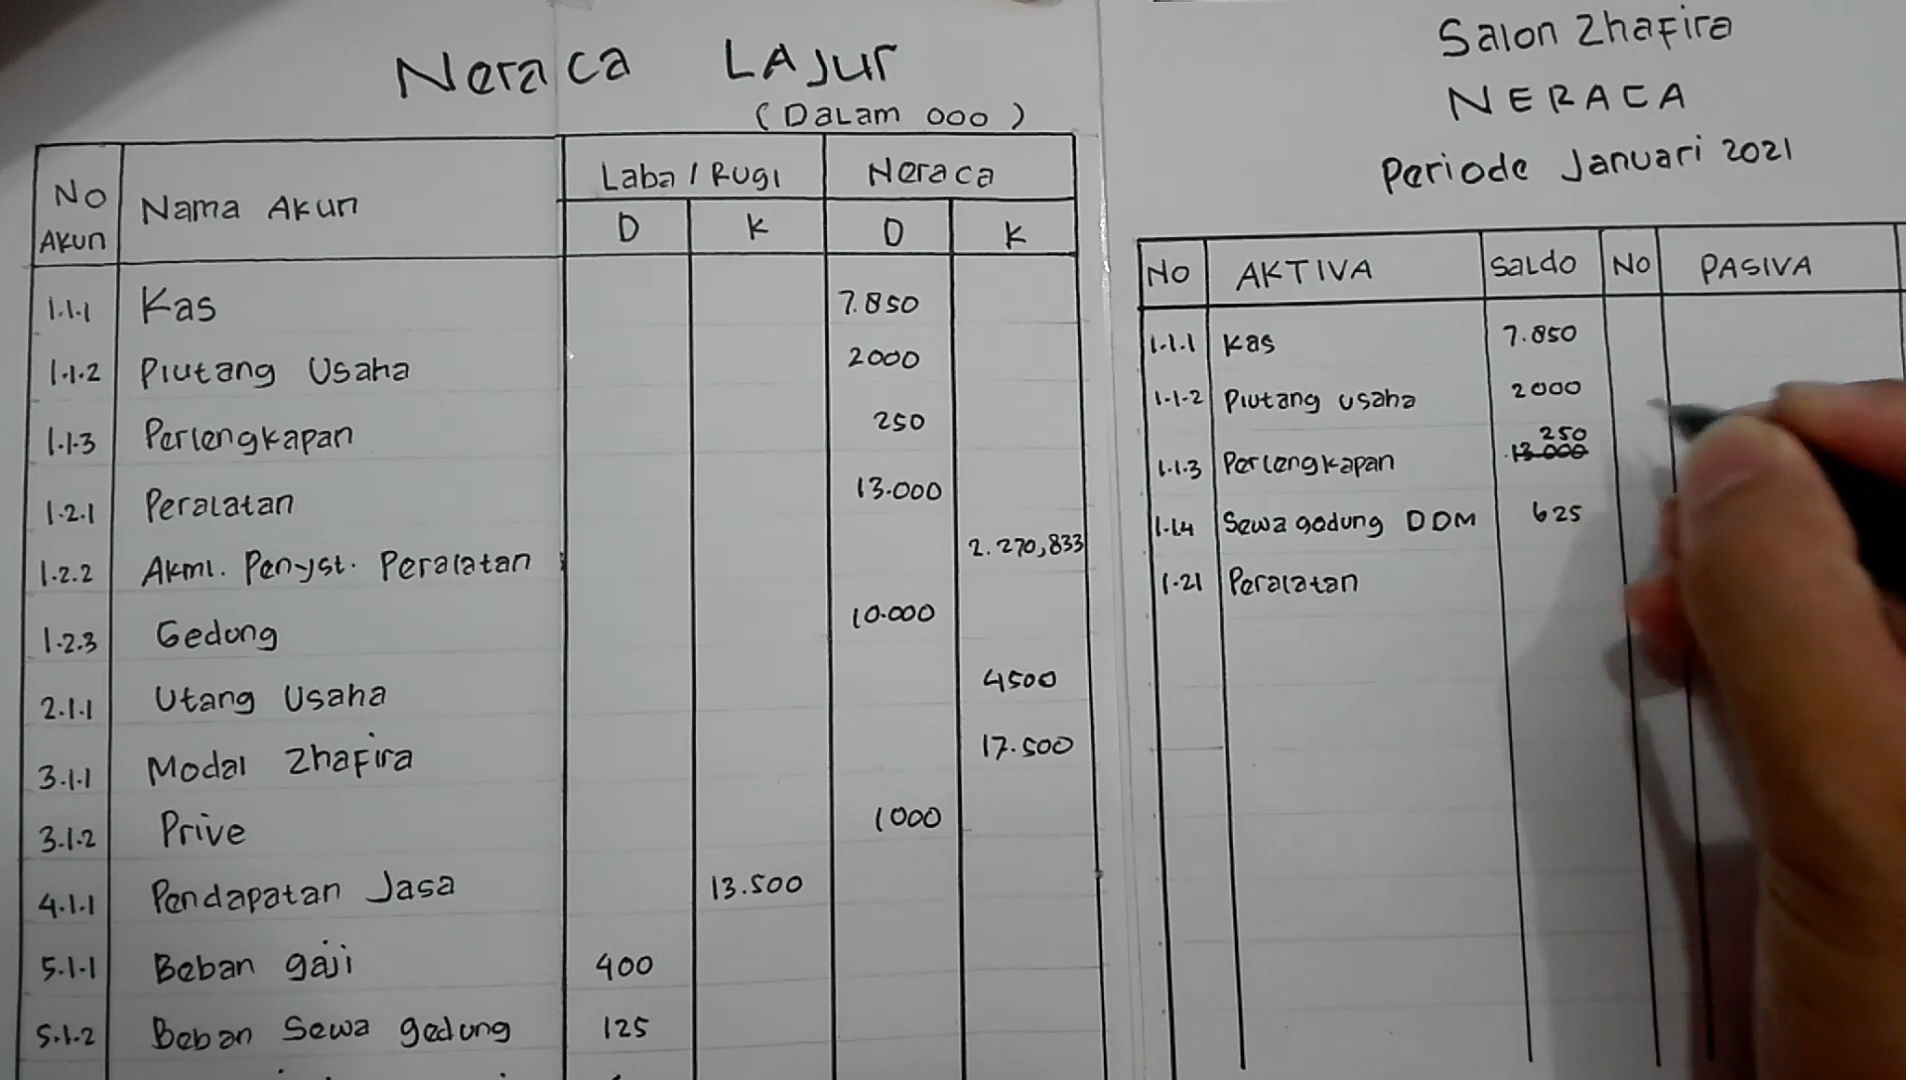 Neraca LAJur
(DaLam 000)
No Akun Nama Akun Laba / Rugi Neraca
D K D K
1.1.1 Kas 7.850
1.1.2 Piutang Usaha 2000
1.1.3 Perlengkapan 250
1.2.1 Peralatan 13.000
1.2.2 Akml. Penyst. Peralatan 2.270,833
1.2.3 Gedung 10.000
2.1.1 Utang Usaha 4500
3.1.1 Modal Zhafira 17.500
3.1.2 Prive 1000
4.1.1 Pendapatan Jasa 13.500
5.1.1 Beban gaji 400
5.1.2 Beban Sewa gedung 125
Salon Zhafira
NERACA
Periode Januari 2021
No AKTIVA Saldo No PASIVA
1.1.1 Kas 7.850
1.1.2 Piutang usaha 2000
1.1.3 Perlengkapan 250
13.000
1.1.4 Sewa gedung DDM 625
1.21 Peralatan